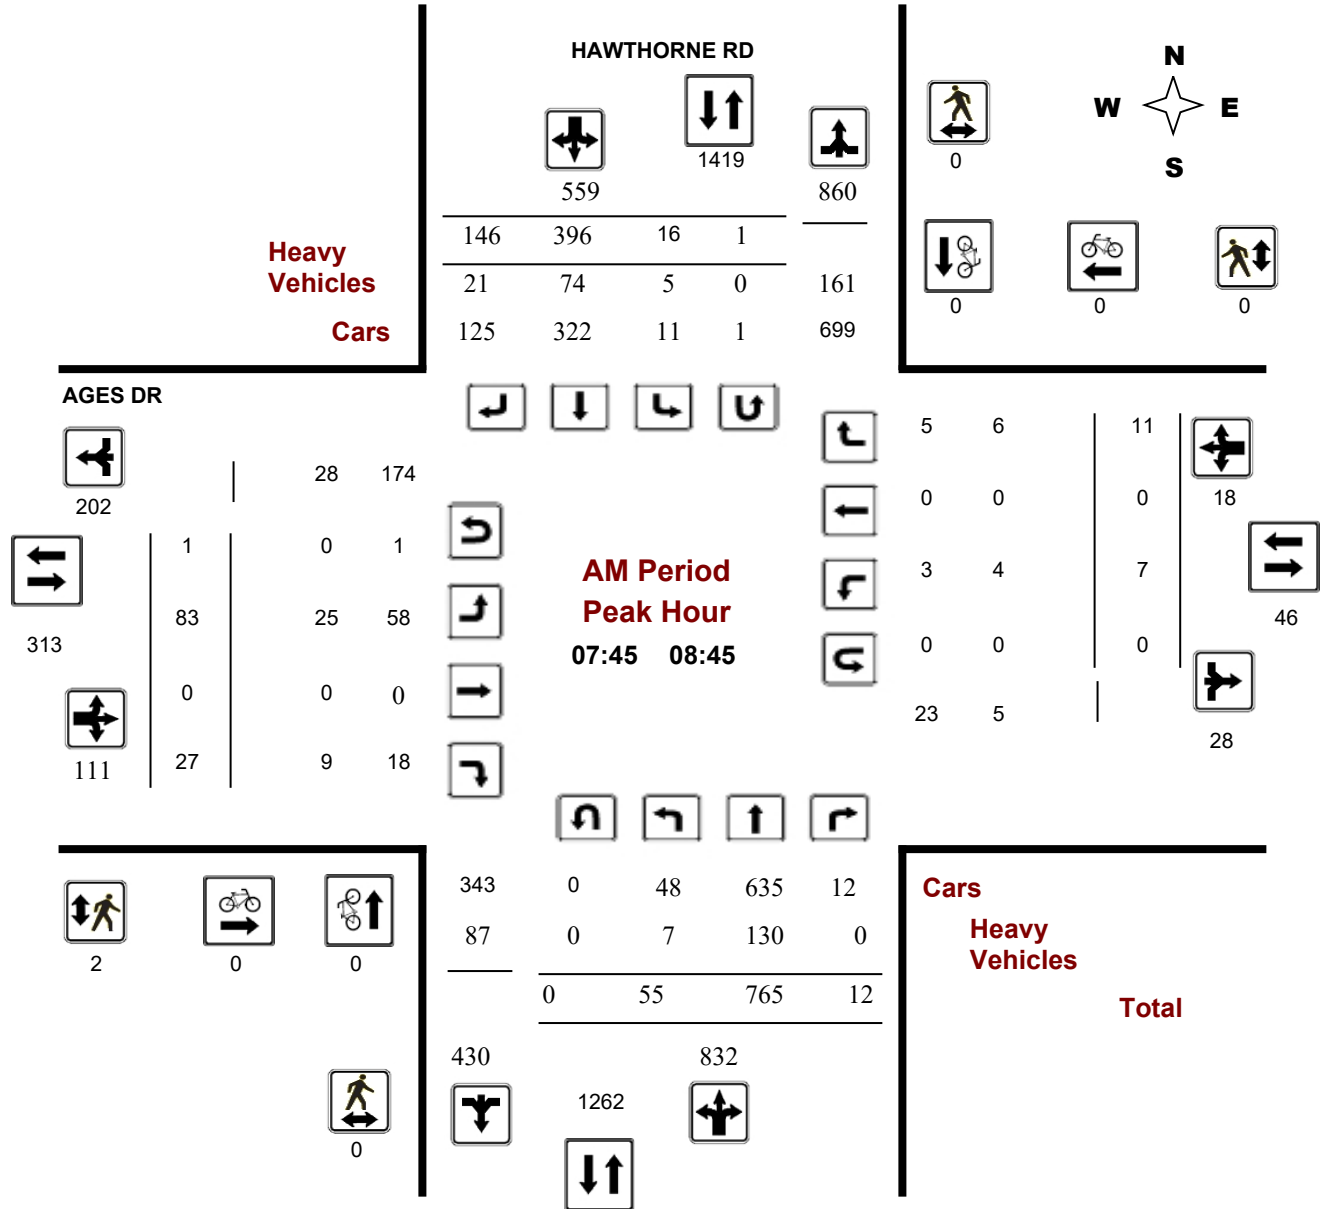 HAWTHORNE RD
N
W E
S
1419
0
559 860
146 396 16 1
Heavy
Vehicles
21 74 5 0 161
0 0 0
Cars
125 322 11 1 699
AGES DR
5 6 11
28 174
202
0 0 0
18
1 0 1
AM Period
3 4 7
Peak Hour
83 25 58
46
313
07:45 08:45
0 0 0
0 0 0
23 5
28
111 27 9 18
343 0 48 635 12
Cars
87 0 7 130 0
Heavy
Vehicles
2 0 0
0 55 765 12
Total
430 832
1262
0